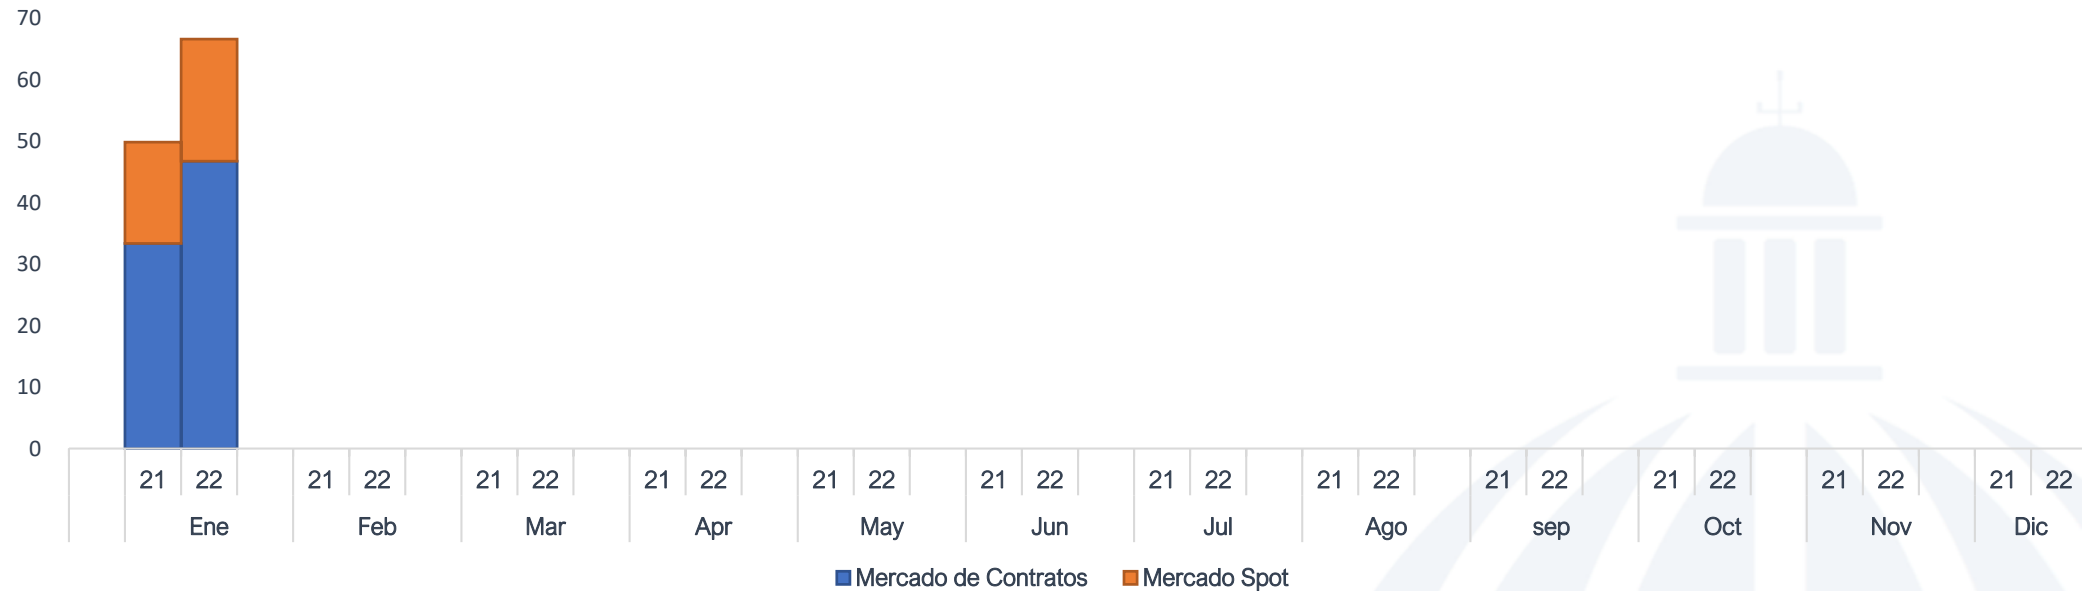 70
60
50
40
30
20
10
0
21 22 21 22 21 22 21 22 21 22 21 22 21 22 21 22 21 22 21 22 21 22 21 22
Ene Feb Mar Apr May Jun Jul Ago sep Oct Nov Dic
Mercado de Contratos Mercado Spot